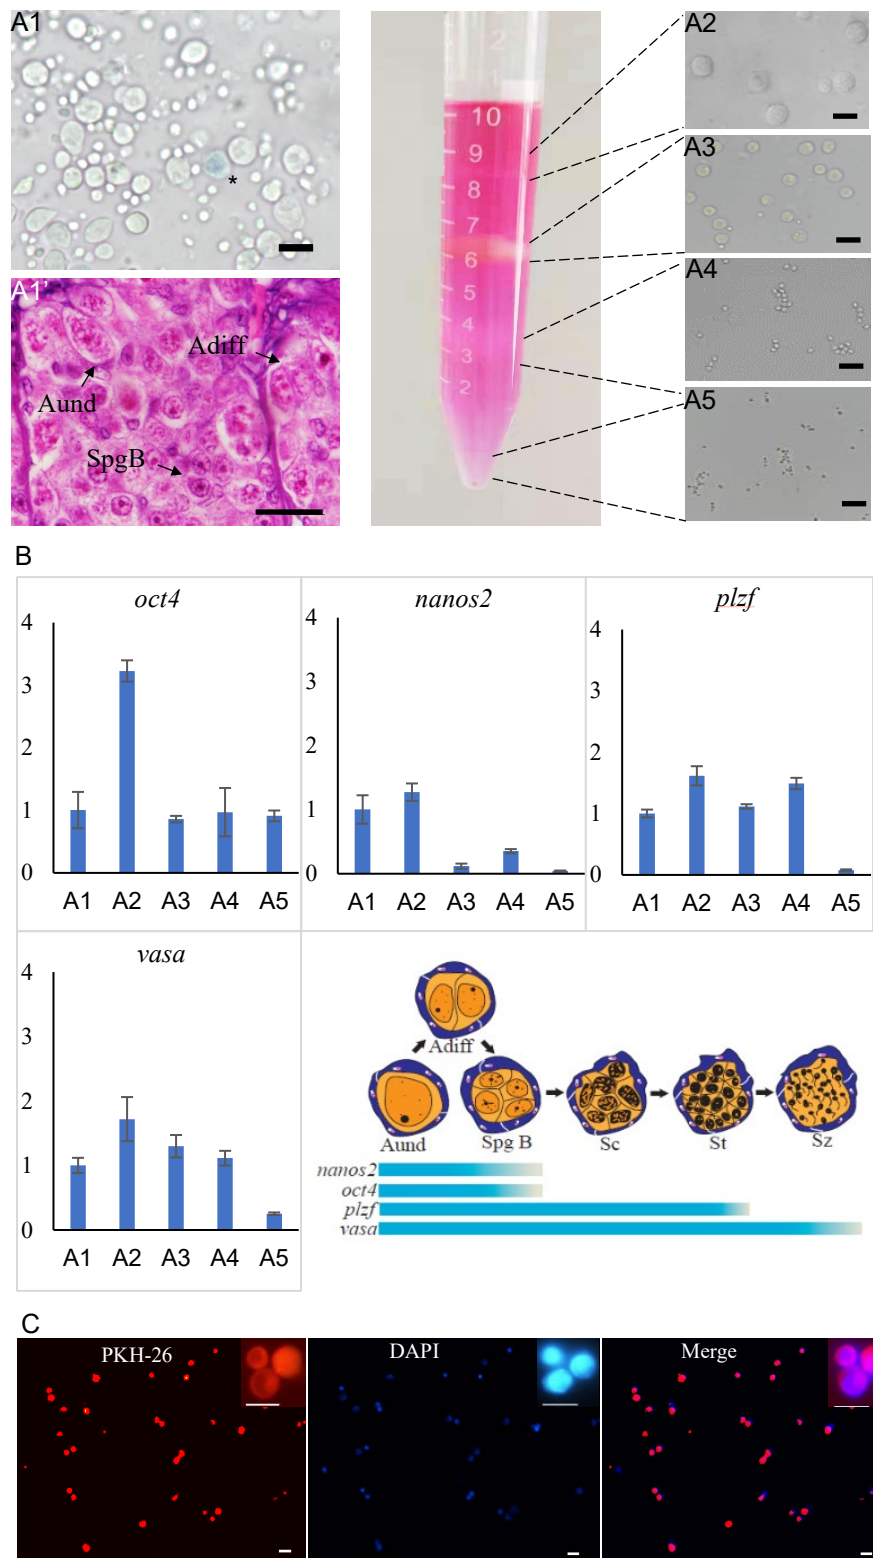 A1
*
A1'
Adiff
Aund
SpgB
2
1
10
9
8
7
6
5
4
3
2
A2
A3
A4
A5
B
oct4
4
3
2
1
0
A1 A2 A3 A4 A5
nanos2
4
3
2
1
0
A1 A2 A3 A4 A5
plzf
4
3
2
1
0
A1 A2 A3 A4 A5
vasa
4
3
2
1
0
A1 A2 A3 A4 A5
Adiff
Aund Spg B Sc St Sz
nanos2
oct4
plzf
vasa
C
PKH-26
DAPI
Merge